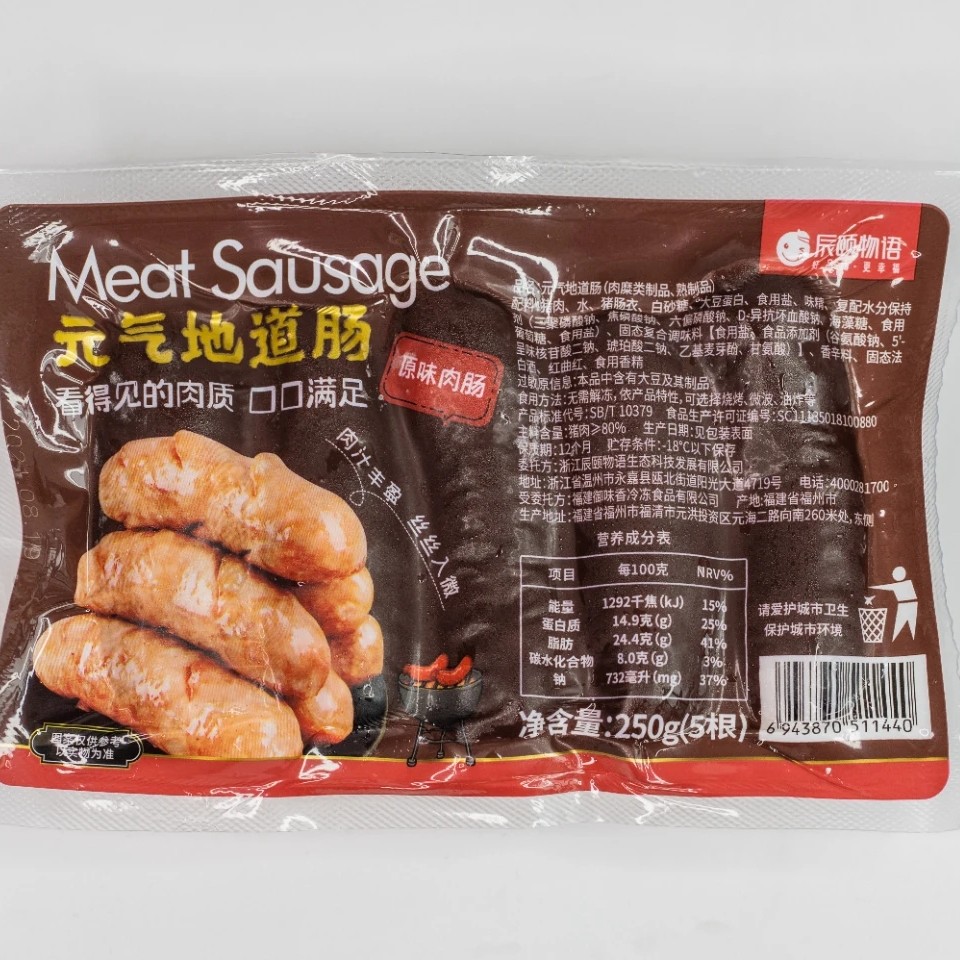 Meat Sausage
元气地道肠
看得见的肉质 口口满足
原味肉肠
肉汁丰盈 丝丝入微
图案仅供参考
以实物为准
辰颐物语
品名:元气地道肠(肉糜类制品、熟制品)
配料:猪肉、水、猪肠衣、白砂糖、大豆蛋白、食用盐、味精、复配水分保持
剂(三聚磷酸钠、焦磷酸钠、六偏磷酸钠、D-异抗坏血酸钠、海藻糖、食用
葡萄糖、食用盐)、固态复合调味料【食用盐、食品添加剂(谷氨酸钠、5'-
呈味核苷酸二钠、琥珀酸二钠、乙基麦芽酚、甘氨酸)】、香辛料、固态法
白酒、红曲红、食用香精
过敏原信息:本品中含有大豆及其制品
食用方法:无需解冻,依产品特性,可选择烧烤、微波、油炸等
产品标准代号:SB/T 10379 食品生产许可证编号:SC11135018100880
主料含量:猪肉≥80% 生产日期:见包装表面
保质期:12个月 贮存条件:-18℃以下保存
委托方:浙江辰颐物语生态科技发展有限公司
地址:浙江省温州市永嘉县瓯北街道阳光大道4719号 电话:4000281700
受委托方:福建御味香冷冻食品有限公司 产地:福建省福州市
生产地址:福建省福州市福清市元洪投资区元海二路向南260米处,东侧
营养成分表
项目 每100克 NRV%
能量 1292千焦(kJ) 15%
蛋白质 14.9克(g) 25%
脂肪 24.4克(g) 41%
碳水化合物 8.0克(g) 3%
钠 732毫升(mg) 37%
净含量:250g(5根)
请爱护城市卫生
保护城市环境
6 943870 511440